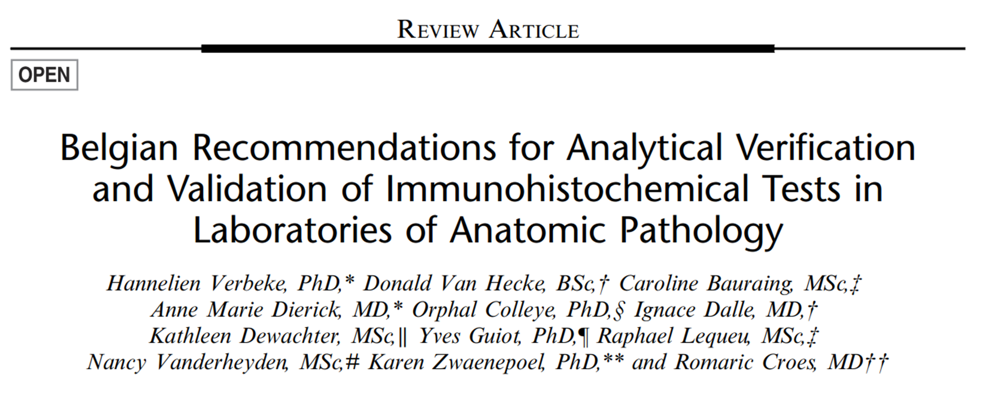 REVIEW ARTICLE
OPEN
Belgian Recommendations for Analytical Verification
and Validation of Immunohistochemical Tests in
Laboratories of Anatomic Pathology
Hannelien Verbeke, PhD,* Donald Van Hecke, BSc,† Caroline Bauraing, MSc,‡
Anne Marie Dierick, MD,* Orphal Colleye, PhD,§ Ignace Dalle, MD,†
Kathleen Dewachter, MSc,∥ Yves Guiot, PhD,¶ Raphael Lequeu, MSc,‡
Nancy Vanderheyden, MSc,# Karen Zwaenepoel, PhD,** and Romaric Croes, MD††